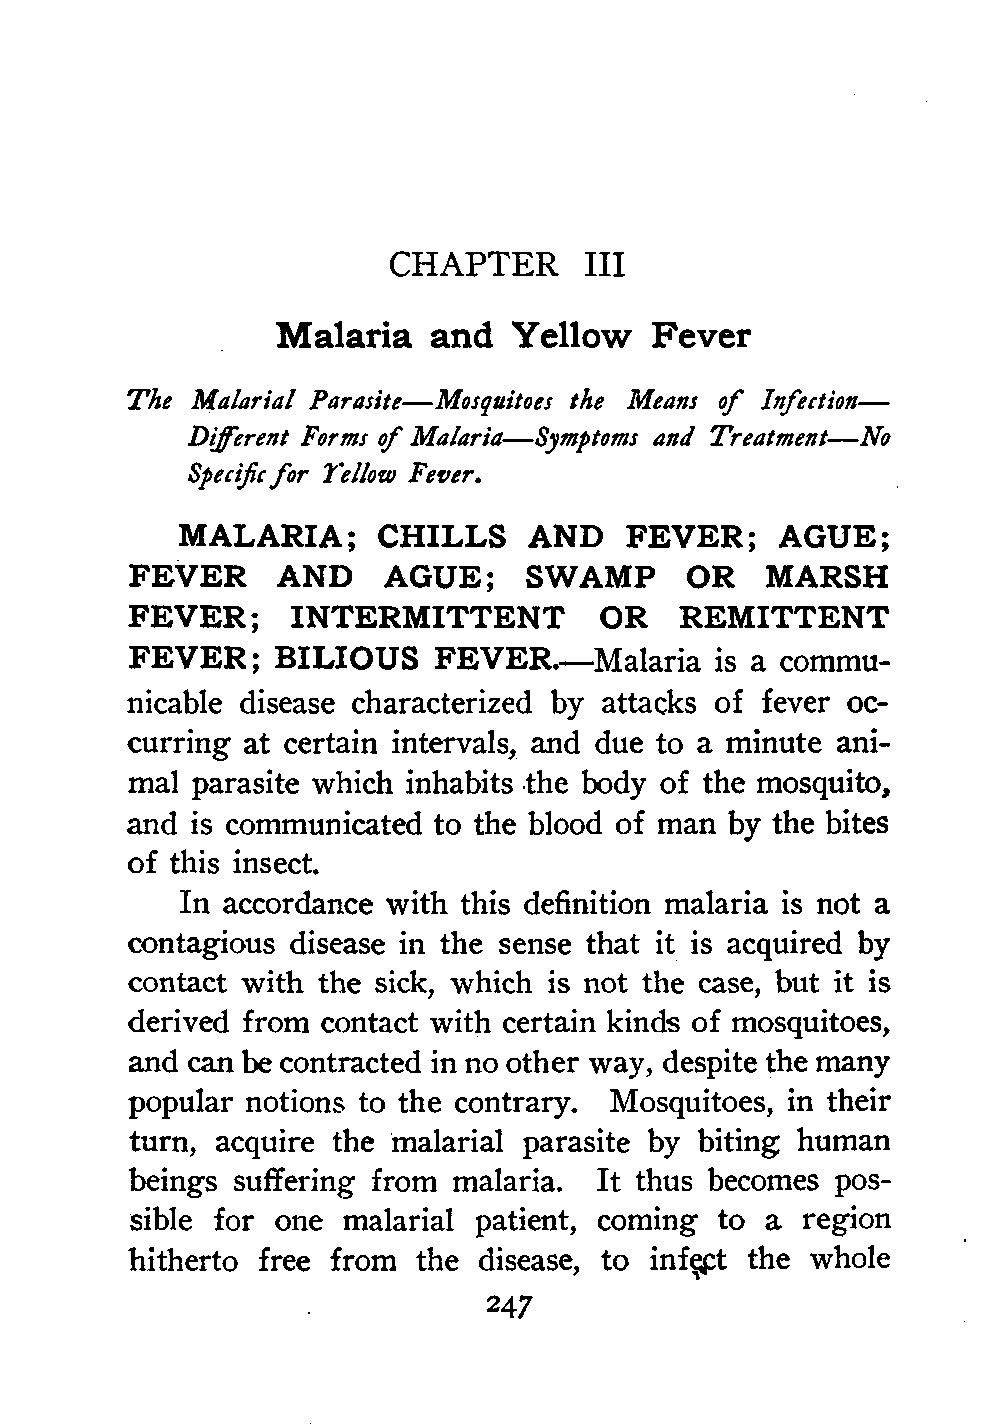 CHAPTER III
Malaria and Yellow Fever
The Malarial Parasite—Mosquitoes the Means of Infection—
Different Forms of Malaria—Symptoms and Treatment—No
Specific for Yellow Fever.
MALARIA; CHILLS AND FEVER; AGUE;
FEVER AND AGUE; SWAMP OR MARSH
FEVER; INTERMITTENT OR REMITTENT
FEVER; BILIOUS FEVER.—Malaria is a commu-
nicable disease characterized by attacks of fever oc-
curring at certain intervals, and due to a minute ani-
mal parasite which inhabits the body of the mosquito,
and is communicated to the blood of man by the bites
of this insect.
In accordance with this definition malaria is not a
contagious disease in the sense that it is acquired by
contact with the sick, which is not the case, but it is
derived from contact with certain kinds of mosquitoes,
and can be contracted in no other way, despite the many
popular notions to the contrary. Mosquitoes, in their
turn, acquire the malarial parasite by biting human
beings suffering from malaria. It thus becomes pos-
sible for one malarial patient, coming to a region
hitherto free from the disease, to infect the whole
247